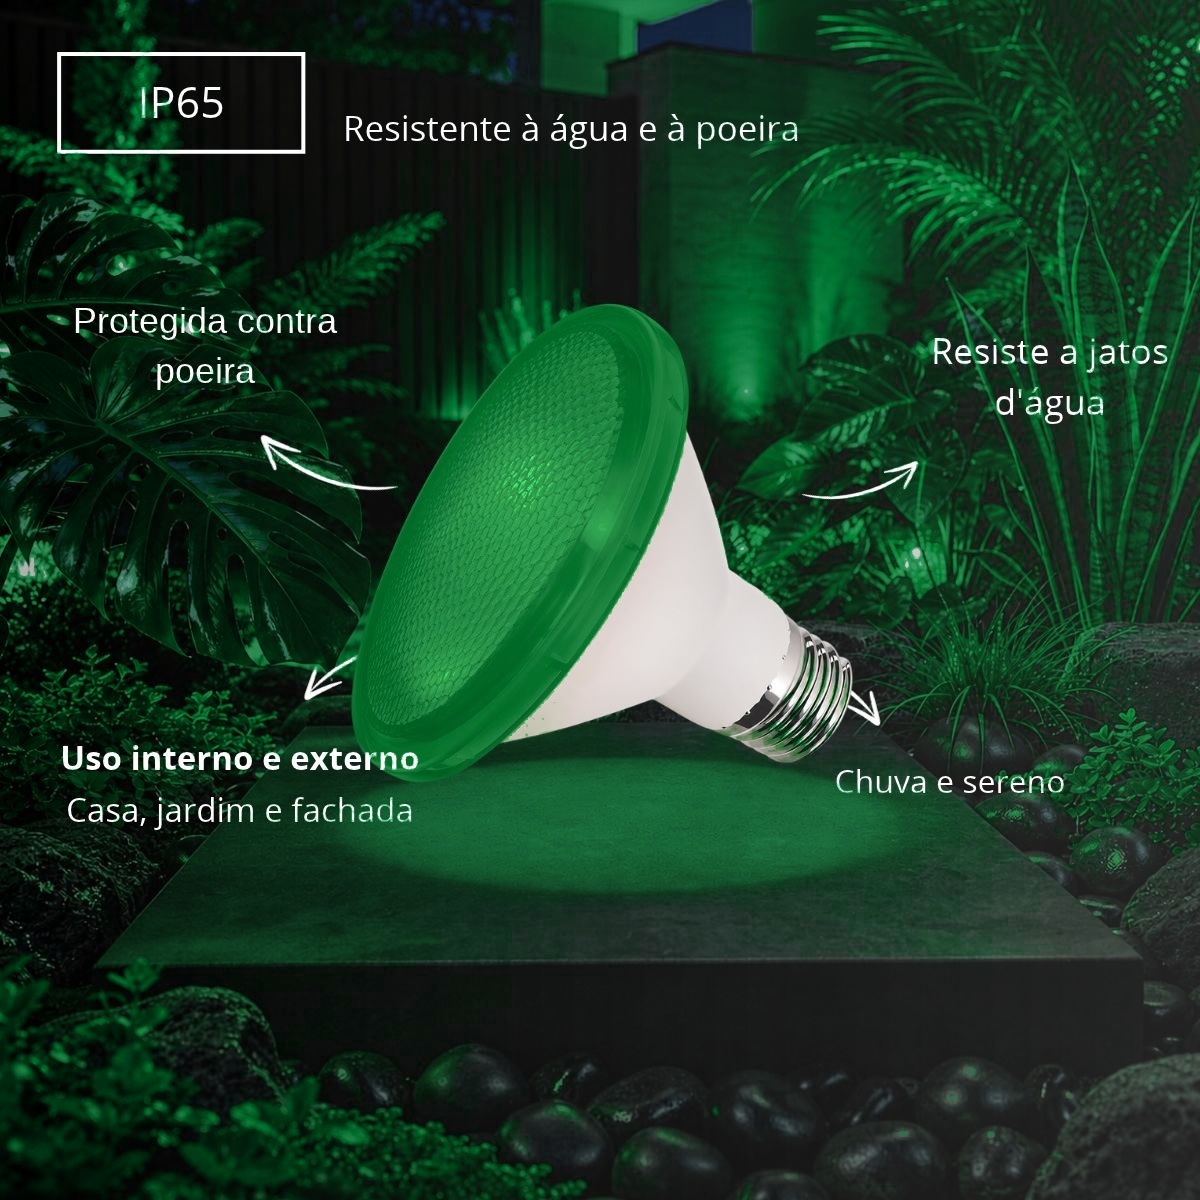 IP65
Resistente à água e à poeira
Protegida contra
poeira
Resiste a jatos
d'água
Uso interno e externo
Casa, jardim e fachada
Chuva e sereno